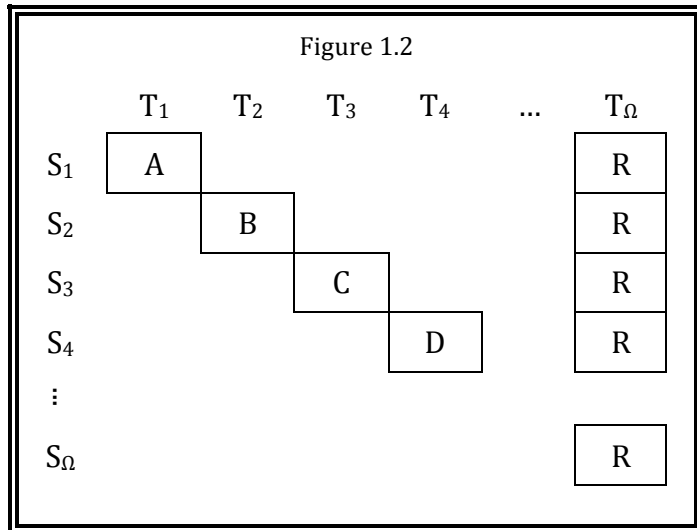 Figure 1.2
T₁ T₂ T₃ T₄ ... T_Ω
S₁ A R
S₂ B R
S₃ C R
S₄ D R
⋮
S_Ω R